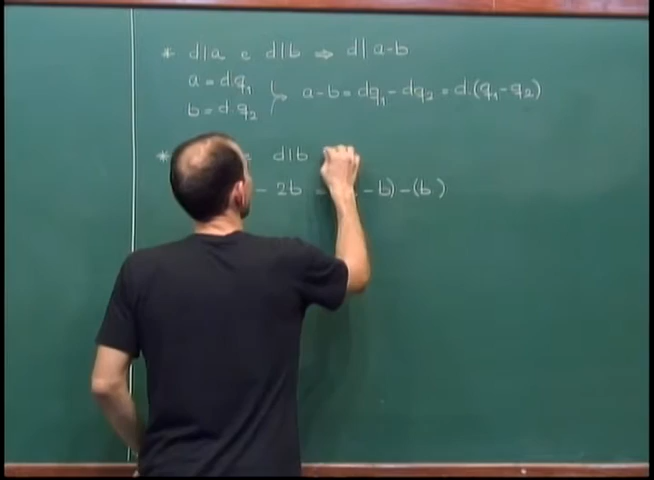 * d|a e d|b ⇒ d|a-b
a = d.q₁
b = d.q₂
a-b = dq₁ - dq₂ = d.(q₁-q₂)
* e d|b
- 2b = - b) - (b)